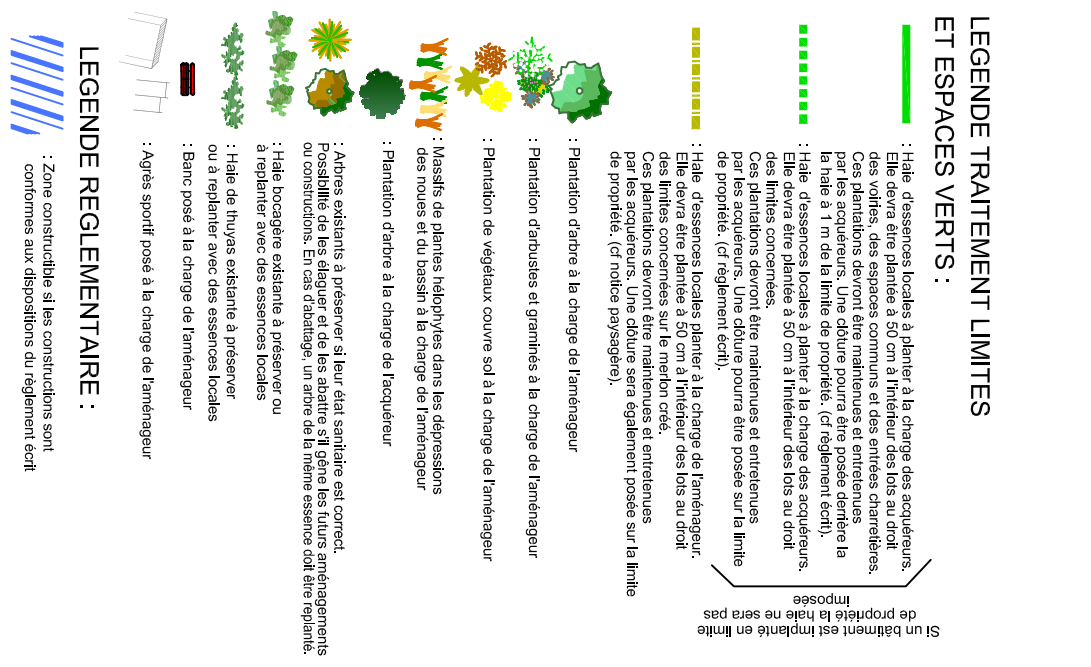 LEGENDE TRAITEMENT LIMITES
ET ESPACES VERTS :
: Haie d'essences locales à planter à la charge des acquéreurs.
Elle devra être plantée à 50 cm à l'intérieur des lots au droit
des voiries, des espaces communs et des entrées charretières.
Ces plantations devront être maintenues et entretenues
par les acquéreurs. Une clôture pourra être posée derrière la
la haie à 1 m de la limite de propriété. (cf règlement écrit).
: Haie d'essences locales planter à la charge des acquéreurs.
Elle devra être plantée à 50 cm à l'intérieur des lots au droit
des limites concernées.
Ces plantations devront être maintenues et entretenues
par les acquéreurs. Une clôture pourra être posée sur la limite
de propriété. (cf règlement écrit).
Si un bâtiment est implanté en limite
de propriété la haie ne sera pas
imposée
: Haie d'essences locales planter à la charge de l'aménageur.
Elle devra être plantée à 50 cm à l'intérieur des lots au droit
des limites concernées sur le merlon créé.
Ces plantations devront être maintenues et entretenues
par les acquéreurs. Une clôture sera également posée sur la limite
de propriété. (cf notice paysagère).
: Plantation d'arbre à la charge de l'aménageur
: Plantation d'arbustes et graminés à la charge de l'aménageur
: Plantation de végétaux couvre sol à la charge de l'aménageur
: Massifs de plantes hélophytes dans les dépressions
des noues et du bassin à la charge de l'aménageur
: Plantation d'arbre à la charge de l'acquéreur
: Arbres existants à préserver si leur état sanitaire est correct.
Possibilité de les élaguer et de les abattre s'il gêne les futurs aménagements
ou constructions. En cas d'abattage, un arbre de la même essence doit être replanté.
: Haie bocagère existante à préserver ou
à replanter avec des essences locales
: Haie de thuyas existante à préserver
ou à replanter avec des essences locales
: Banc posé à la charge de l'aménageur
: Agrès sportif posé à la charge de l'aménageur
LEGENDE REGLEMENTAIRE :
: Zone constructible si les constructions sont
conformes aux dispositions du règlement écrit